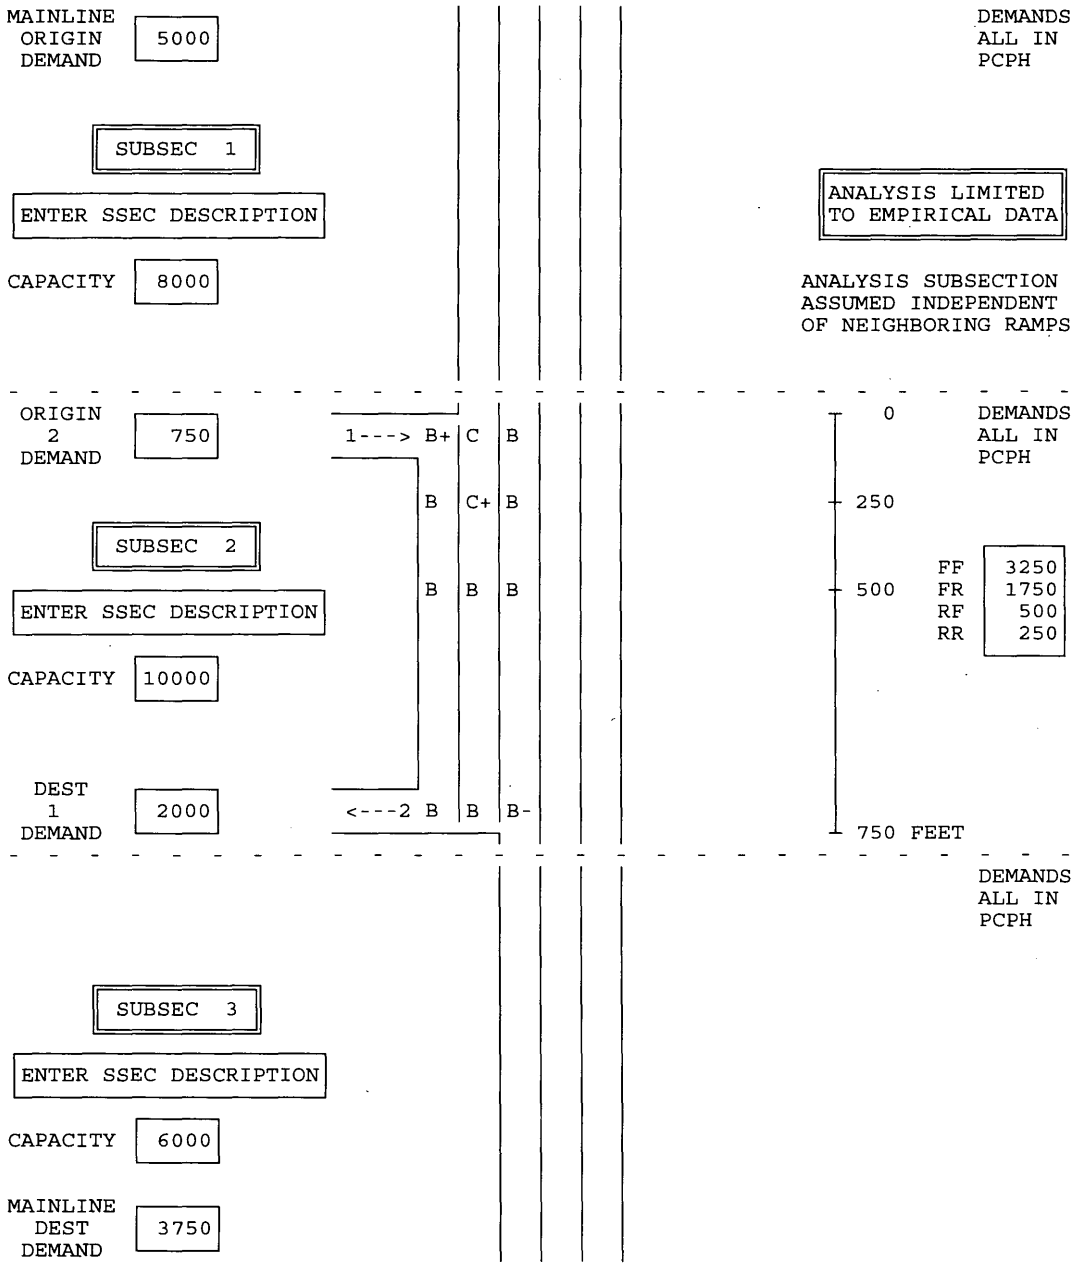 MAINLINE
ORIGIN 5000
DEMAND
DEMANDS
ALL IN
PCPH
SUBSEC 1
ENTER SSEC DESCRIPTION
CAPACITY 8000
ANALYSIS LIMITED
TO EMPIRICAL DATA
ANALYSIS SUBSECTION
ASSUMED INDEPENDENT
OF NEIGHBORING RAMPS
ORIGIN
2 750
DEMAND
1---> B+ C B
B C+ B
B B B
<---2 B B B-
0
250
500
750 FEET
DEMANDS
ALL IN
PCPH
SUBSEC 2
ENTER SSEC DESCRIPTION
CAPACITY 10000
FF 3250
FR 1750
RF 500
RR 250
DEST
1 2000
DEMAND
DEMANDS
ALL IN
PCPH
SUBSEC 3
ENTER SSEC DESCRIPTION
CAPACITY 6000
MAINLINE
DEST 3750
DEMAND